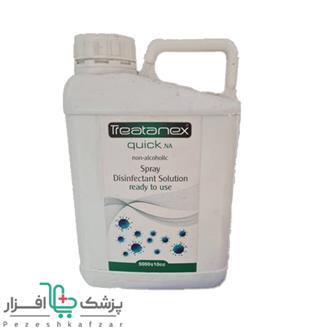 Treatanex
quick.NA
non-alcoholic
Spray
Disinfectant Solution
ready to use
5000±10cc
پزشک افزار
Pezeshkafzar